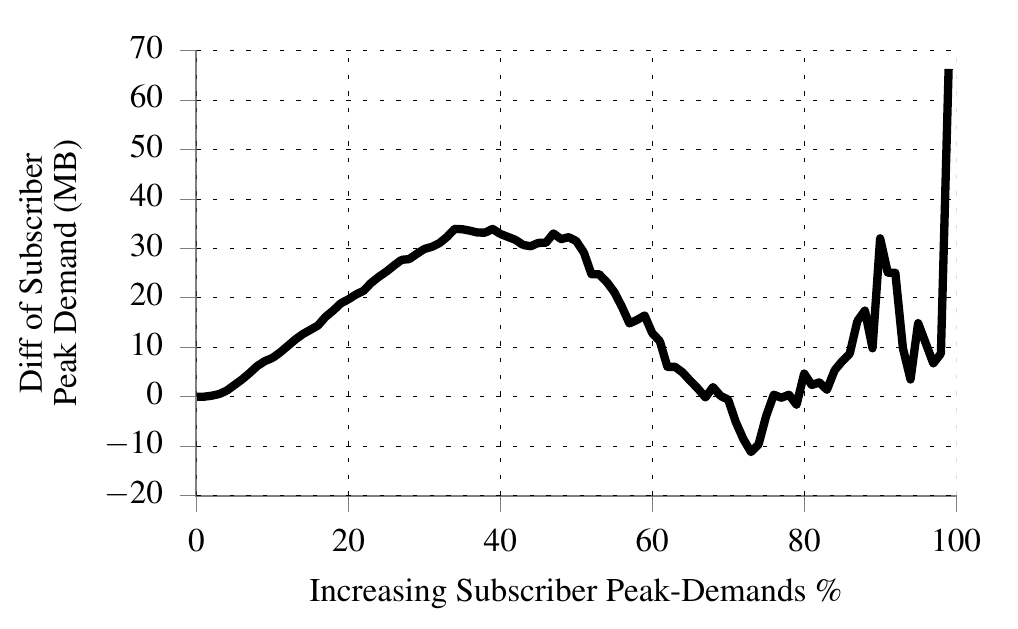 70
60
50
40
30
20
10
0
−10
−20
Diff of Subscriber
Peak Demand (MB)
0 20 40 60 80 100
Increasing Subscriber Peak-Demands %